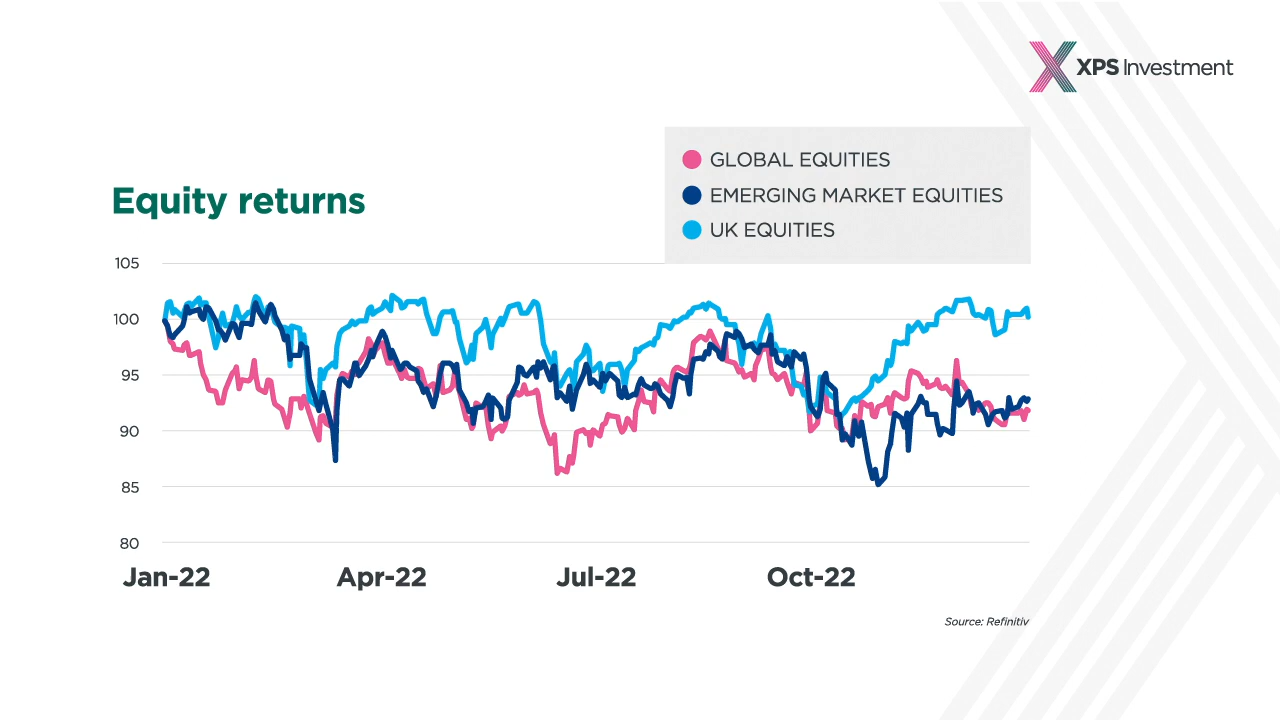 XPS Investment
GLOBAL EQUITIES
EMERGING MARKET EQUITIES
UK EQUITIES
Equity returns
105
100
95
90
85
80
Jan-22 Apr-22 Jul-22 Oct-22
Source: Refinitiv